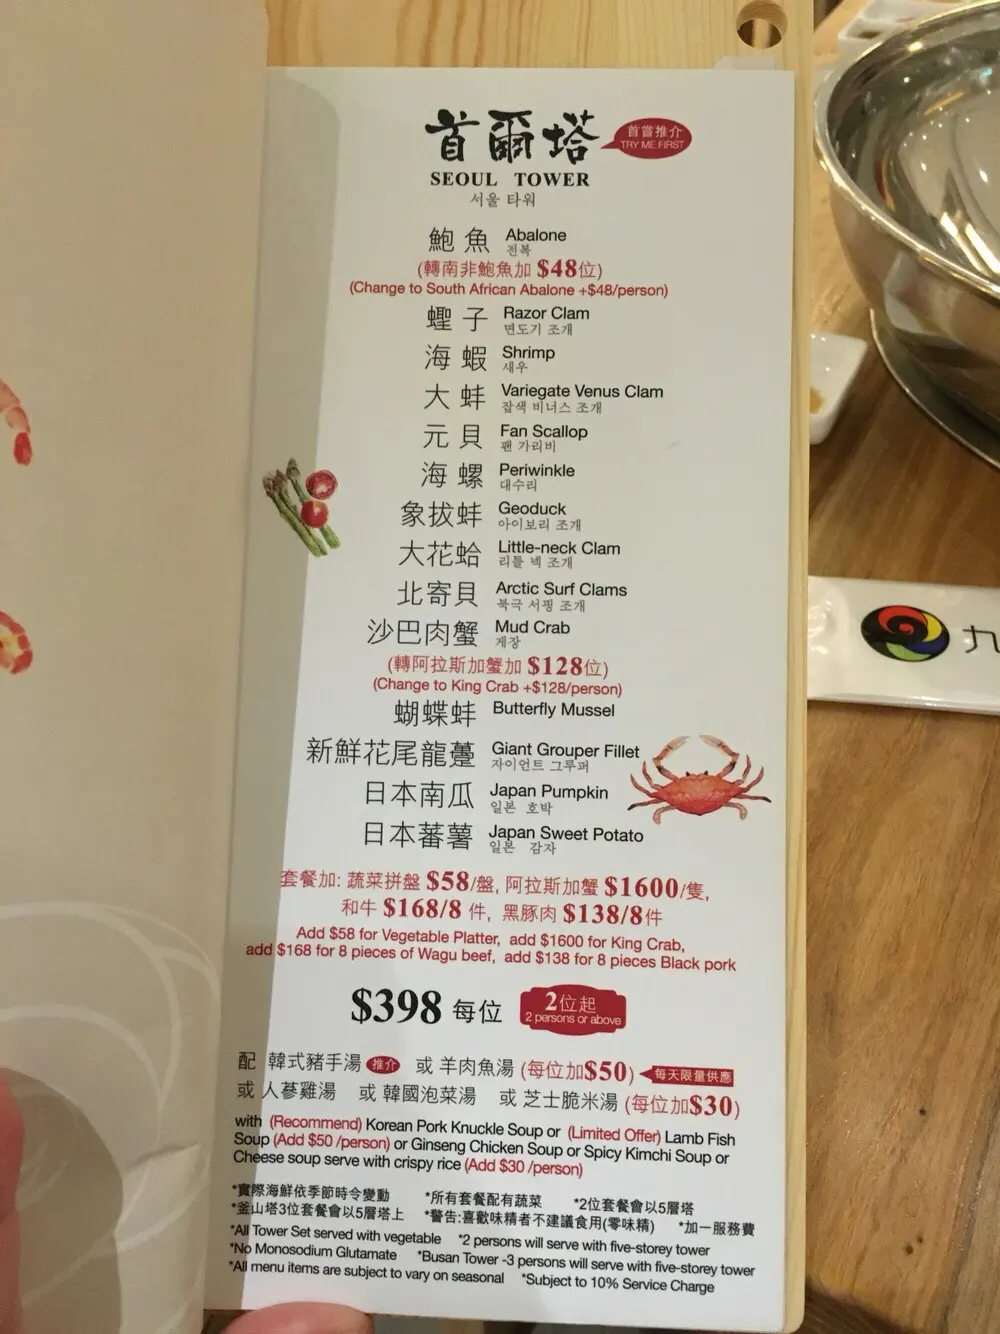 首爾塔
首嘗推介
TRY ME FIRST
SEOUL TOWER
서울 타워
鮑魚 Abalone
전복
(轉南非鮑魚加 $48位)
(Change to South African Abalone +$48/person)
蟶子 Razor Clam
면도기 조개
海蝦 Shrimp
새우
大蚌 Variegate Venus Clam
잡색 비너스 조개
元貝 Fan Scallop
팬 가리비
海螺 Periwinkle
대수리
象拔蚌 Geoduck
아이보리 조개
大花蛤 Little-neck Clam
리틀 넥 조개
北寄貝 Arctic Surf Clams
북극 서핑 조개
沙巴肉蟹 Mud Crab
게장
(轉阿拉斯加蟹加 $128位)
(Change to King Crab +$128/person)
蝴蝶蚌 Butterfly Mussel
新鮮花尾龍躉 Giant Grouper Fillet
자이언트 그루퍼
日本南瓜 Japan Pumpkin
일본 호박
日本蕃薯 Japan Sweet Potato
일본 감자
套餐加: 蔬菜拼盤 $58/盤, 阿拉斯加蟹 $1600/隻,
和牛 $168/8 件, 黑豚肉 $138/8件
Add $58 for Vegetable Platter, add $1600 for King Crab,
add $168 for 8 pieces of Wagu beef, add $138 for 8 pieces Black pork
$398 每位 2位起
2 persons or above
配 韓式豬手湯 推介 或 羊肉魚湯 (每位加$50) 每天限量供應
或 人蔘雞湯 或 韓國泡菜湯 或 芝士脆米湯 (每位加$30)
with (Recommend) Korean Pork Knuckle Soup or (Limited Offer) Lamb Fish
Soup (Add $50 /person) or Ginseng Chicken Soup or Spicy Kimchi Soup or
Cheese soup serve with crispy rice (Add $30 /person)
*實際海鮮依季節時令變動 *所有套餐配有蔬菜 *2位套餐會以5層塔
*釜山塔3位套餐會以5層塔上 *警告:喜歡味精者不建議食用(零味精) *加一服務費
*All Tower Set served with vegetable *2 persons will serve with five-storey tower
*No Monosodium Glutamate *Busan Tower -3 persons will serve with five-storey tower
*All menu items are subject to vary on seasonal *Subject to 10% Service Charge
九